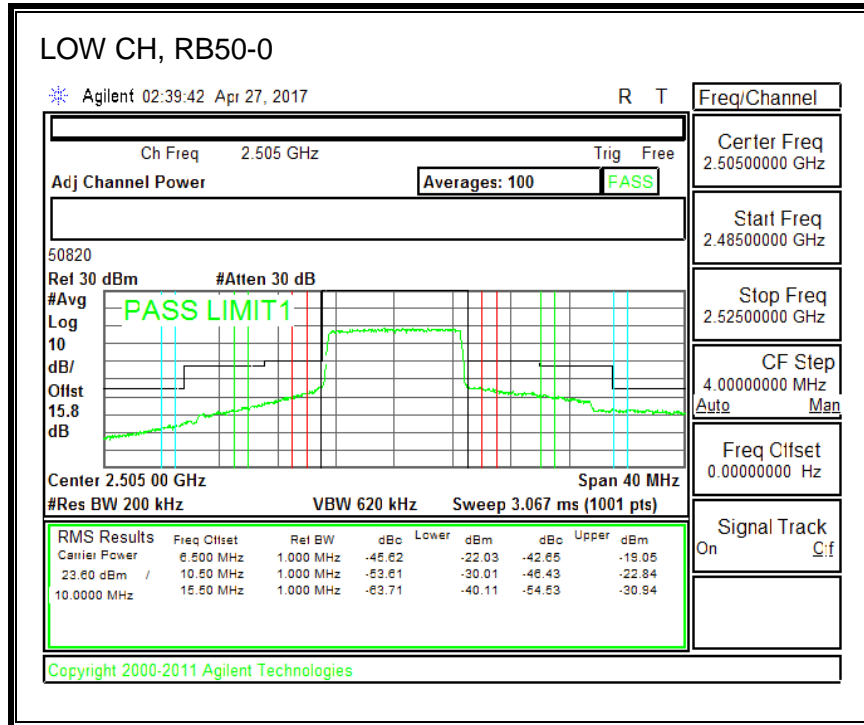 LOW CH, RB50-0
Agilent 02:39:42 Apr 27, 2017 R T
Freq/Channel
Ch Freq 2.505 GHz Trig Free
Adj Channel Power Averages: 100 PASS
Center Freq
2.50500000 GHz
Start Freq
2.48500000 GHz
Stop Freq
2.52500000 GHz
CF Step
4.00000000 MHz
Auto Man
Freq Offset
0.00000000 Hz
Signal Track
On Off
50820
Ref 30 dBm #Atten 30 dB
#Avg
Log
10
dB/
Offst
15.8
dB
PASS LIMIT1
Center 2.505 00 GHz Span 40 MHz
#Res BW 200 kHz VBW 620 kHz Sweep 3.067 ms (1001 pts)
RMS Results Freq Offset Ref BW dBc Lower dBm dBc Upper dBm
Carrier Power 6.500 MHz 1.000 MHz -45.62 -22.03 -42.65 -19.05
23.60 dBm / 10.50 MHz 1.000 MHz -53.61 -30.01 -46.43 -22.84
10.0000 MHz 15.50 MHz 1.000 MHz -63.71 -40.11 -54.53 -30.94
Copyright 2000-2011 Agilent Technologies